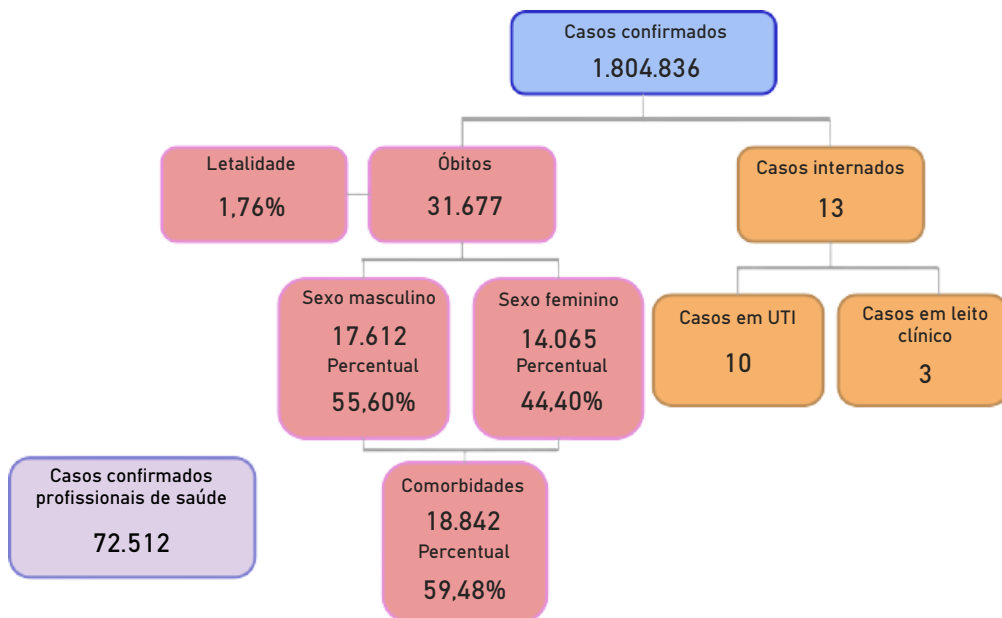 Casos confirmados
1.804.836
Letalidade
1,76%
Óbitos
31.677
Casos internados
13
Sexo masculino
17.612
Percentual
55,60%
Sexo feminino
14.065
Percentual
44,40%
Casos em UTI
10
Casos em leito
clínico
3
Casos confirmados
profissionais de saúde
72.512
Comorbidades
18.842
Percentual
59,48%